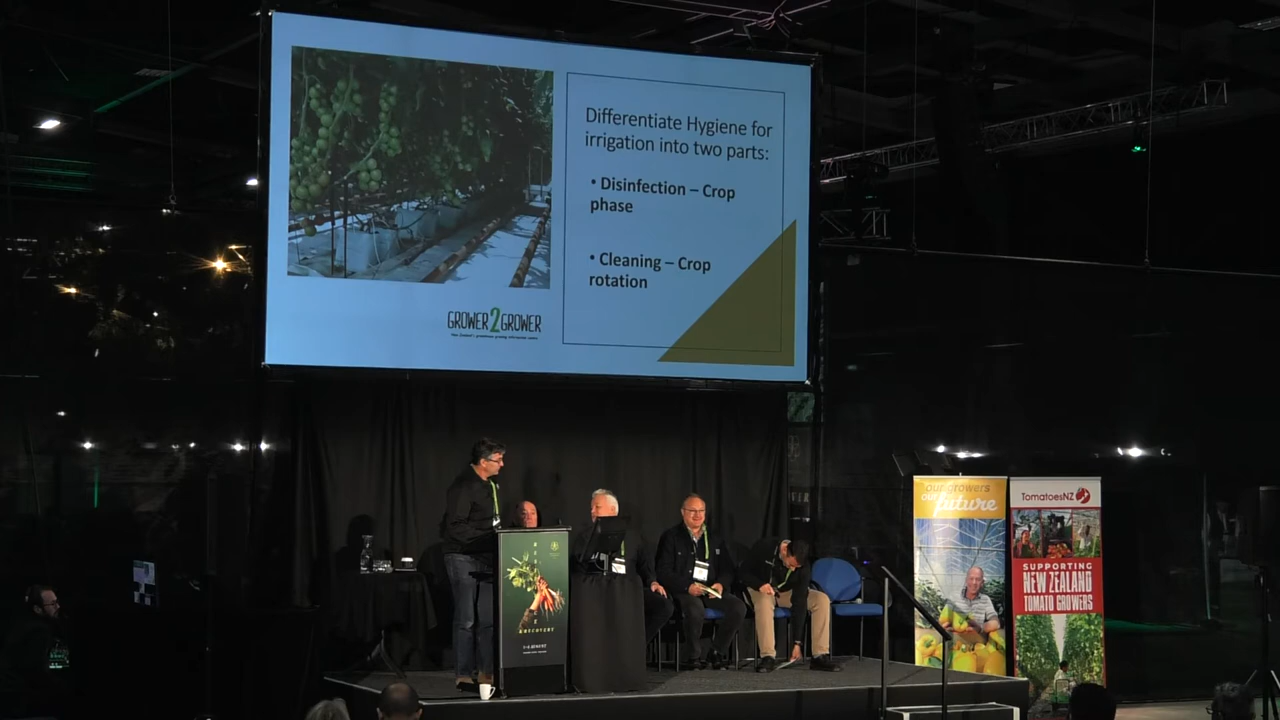 Differentiate Hygiene for
irrigation into two parts:
• Disinfection – Crop
phase
• Cleaning – Crop
rotation
GROWER2GROWER
our growers
our future
TomatoesNZ
SUPPORTING
NEW ZEALAND
TOMATO GROWERS